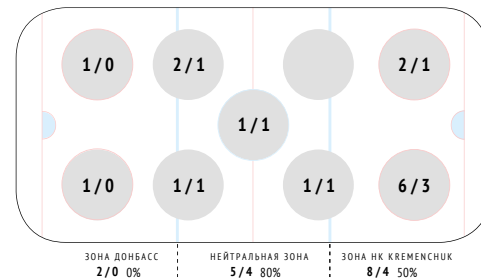 1/0 2/1 2/1
1/1
1/0 1/1 1/1 6/3
ЗОНА ДОНБАСС НЕЙТРАЛЬНАЯ ЗОНА ЗОНА НК KREMENCHUK
2/0 0% 5/4 80% 8/4 50%